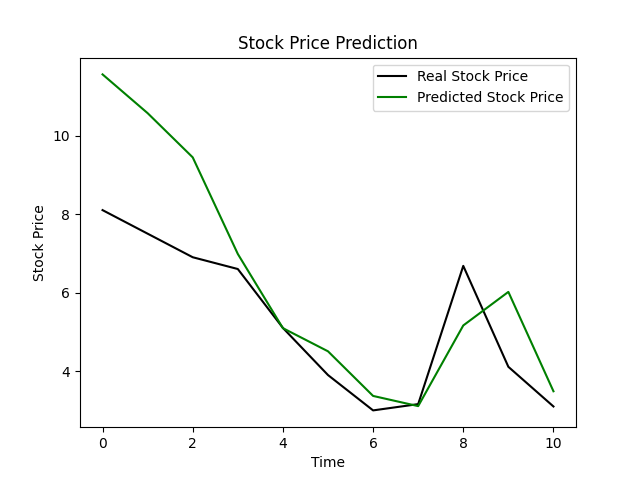 Stock Price Prediction
Real Stock Price
Predicted Stock Price
Stock Price
10
8
6
4
0 2 4 6 8 10
Time